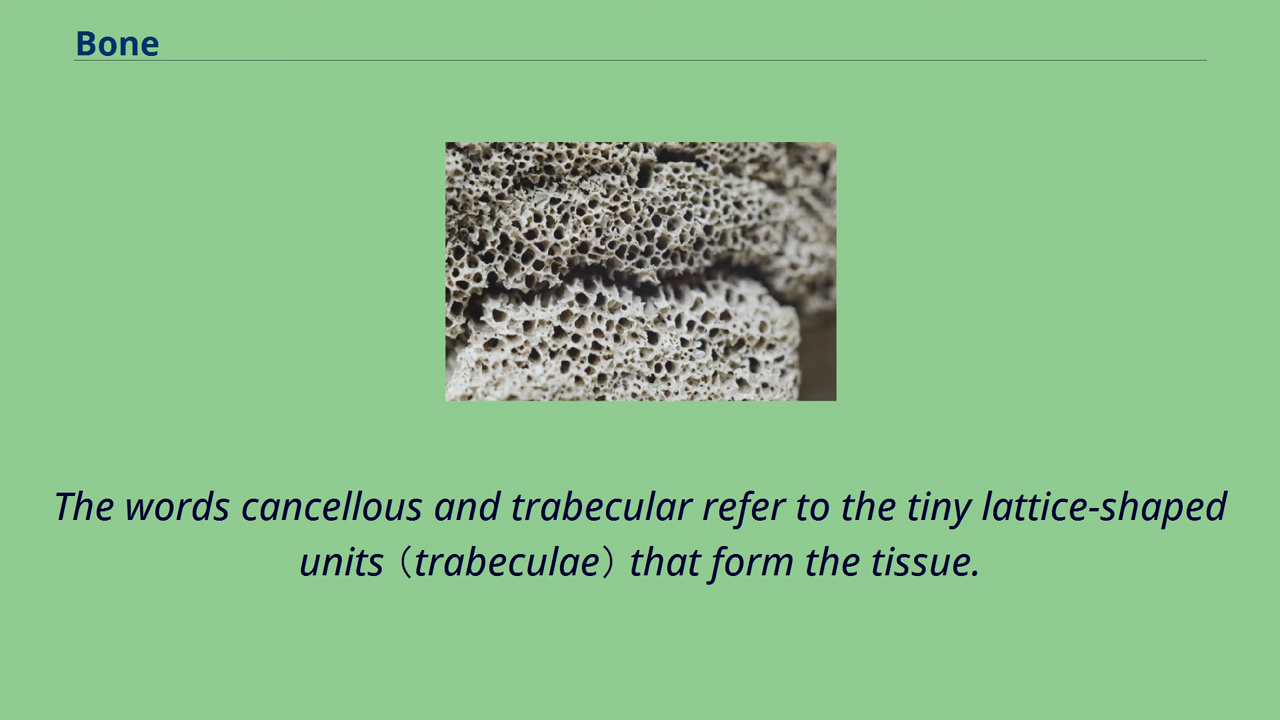 Bone
The words cancellous and trabecular refer to the tiny lattice-shaped
units（trabeculae）that form the tissue.